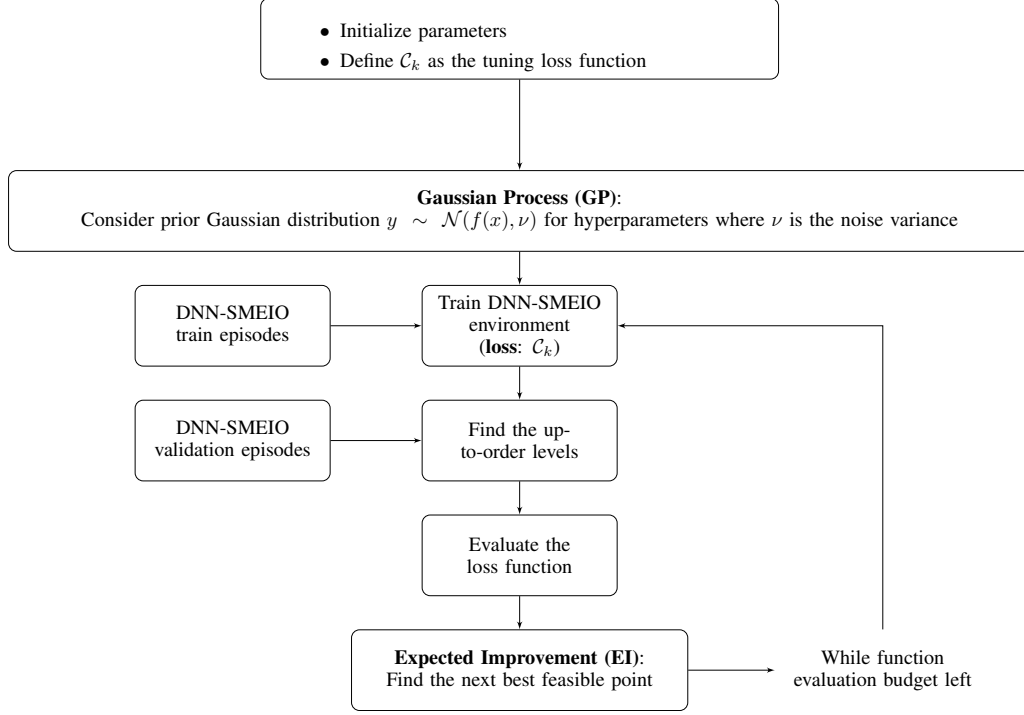 • Initialize parameters
• Define 𝒞ₖ as the tuning loss function
Gaussian Process (GP):
Consider prior Gaussian distribution y ∼ 𝒩(f(x), ν) for hyperparameters where ν is the noise variance
DNN-SMEIO
train episodes
Train DNN-SMEIO
environment
(loss: 𝒞ₖ)
DNN-SMEIO
validation episodes
Find the up-
to-order levels
Evaluate the
loss function
Expected Improvement (EI):
Find the next best feasible point
While function
evaluation budget left